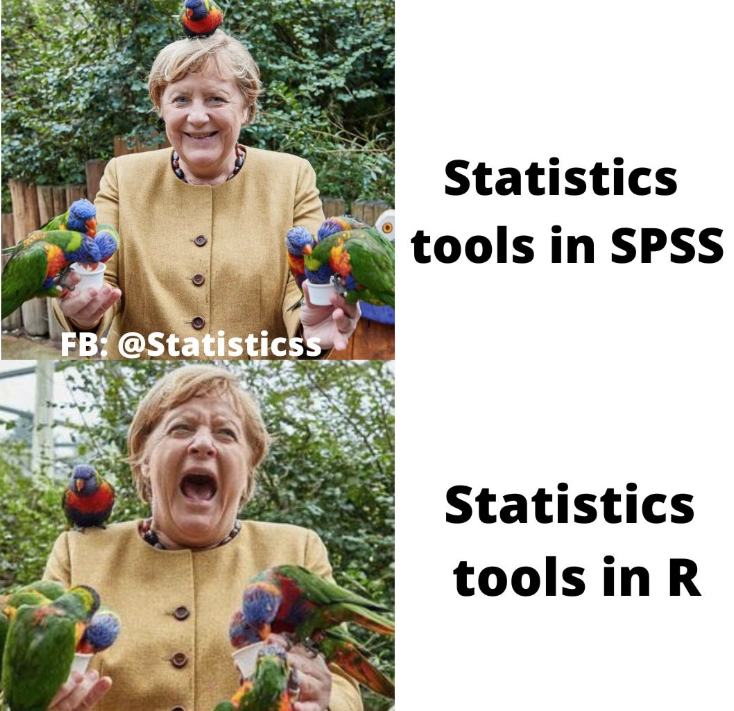 Statistics
tools in SPSS
FB: @Statisticss
Statistics
tools in R